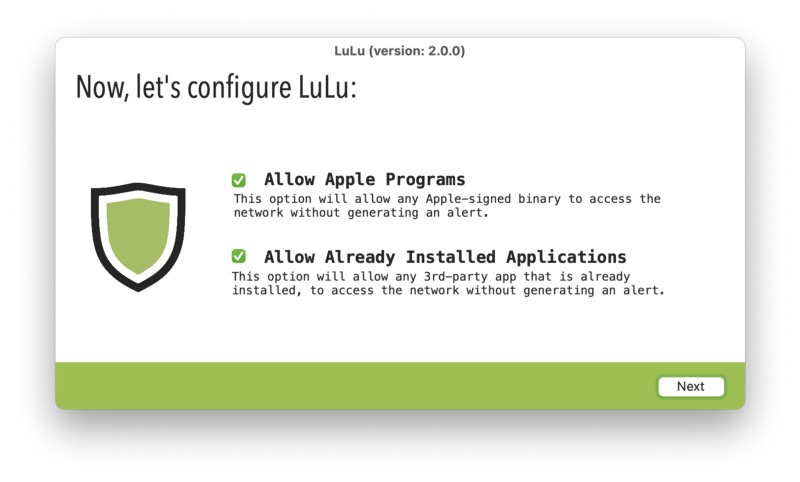 LuLu (version: 2.0.0)
Now, let's configure LuLu:
Allow Apple Programs
This option will allow any Apple-signed binary to access the
network without generating an alert.
Allow Already Installed Applications
This option will allow any 3rd-party app that is already
installed, to access the network without generating an alert.
Next